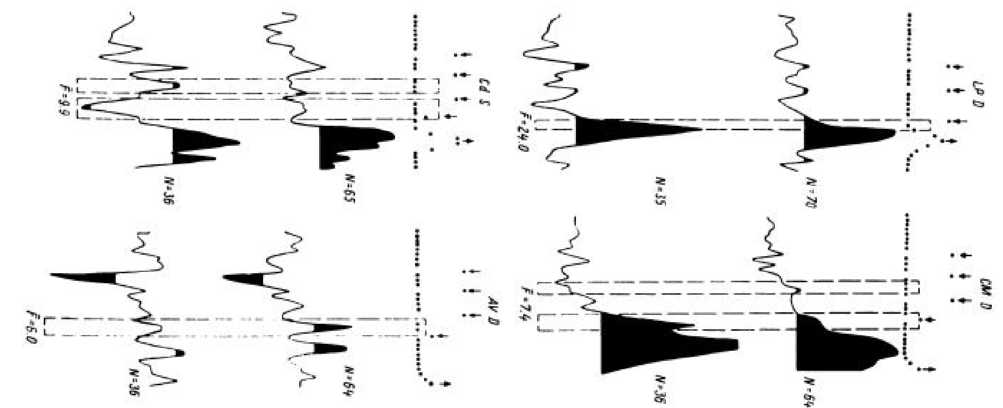 LP D
N=70
N=35
F=24.0
CM D
N=64
N=36
F=7.4
Cd S
N=65
N=36
F=9.9
AV D
N=64
N=36
F=6.0